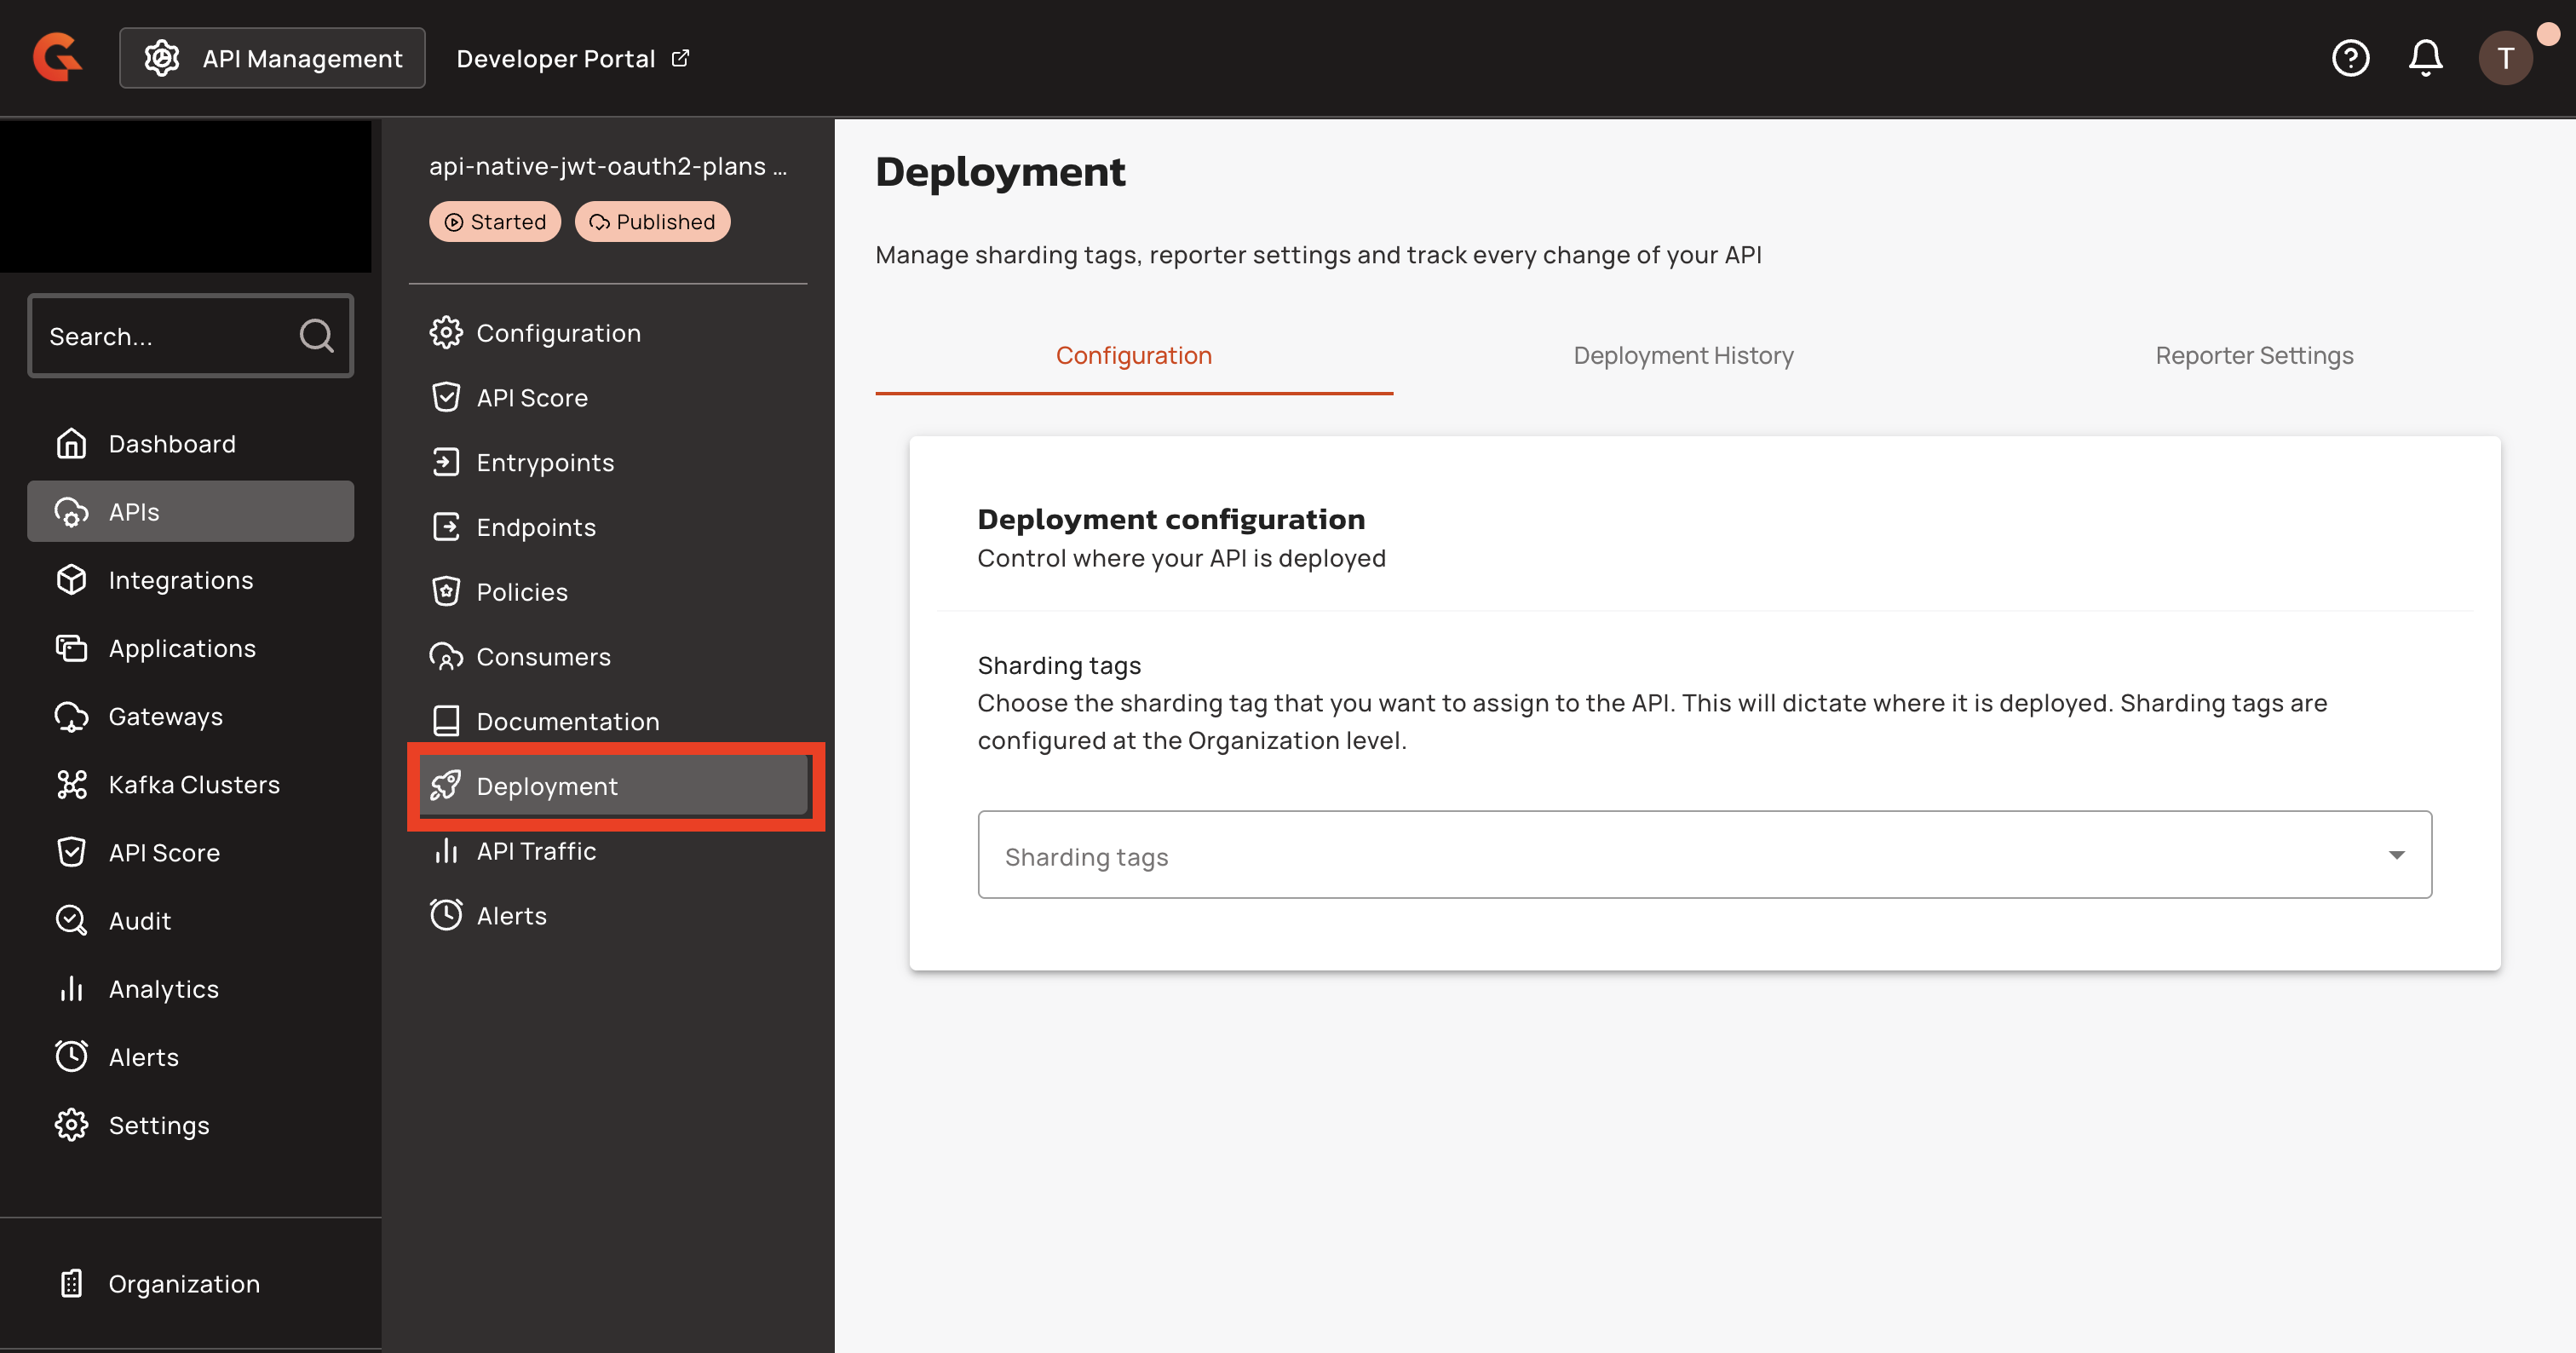 API Management
Developer Portal
T
Search...
Dashboard
APIs
Integrations
Applications
Gateways
Kafka Clusters
API Score
Audit
Analytics
Alerts
Settings
Organization
api-native-jwt-oauth2-plans ...
Started
Published
Configuration
API Score
Entrypoints
Endpoints
Policies
Consumers
Documentation
Deployment
API Traffic
Alerts
Deployment
Manage sharding tags, reporter settings and track every change of your API
Configuration
Deployment History
Reporter Settings
Deployment configuration
Control where your API is deployed
Sharding tags
Choose the sharding tag that you want to assign to the API. This will dictate where it is deployed. Sharding tags are
configured at the Organization level.
Sharding tags